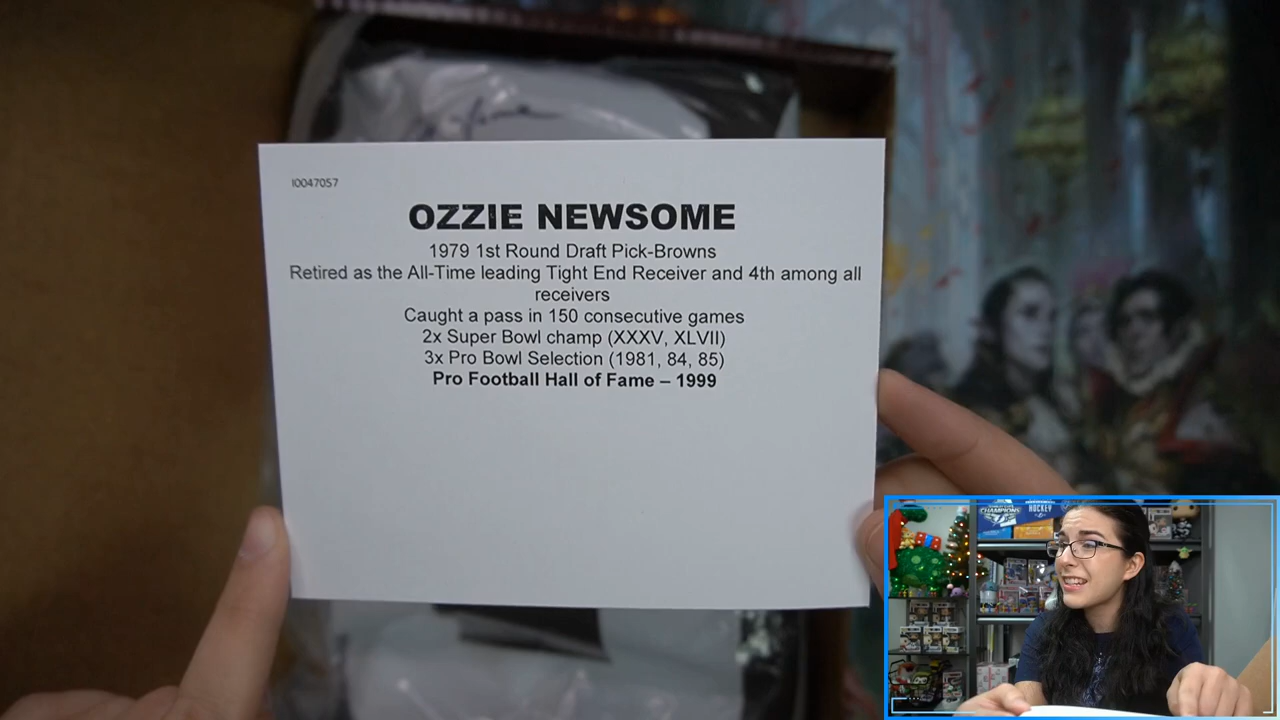 I0047057
OZZIE NEWSOME
1979 1st Round Draft Pick-Browns
Retired as the All-Time leading Tight End Receiver and 4th among all
receivers
Caught a pass in 150 consecutive games
2x Super Bowl champ (XXXV, XLVII)
3x Pro Bowl Selection (1981, 84, 85)
Pro Football Hall of Fame – 1999
CHAMPIONS
HOCKEY